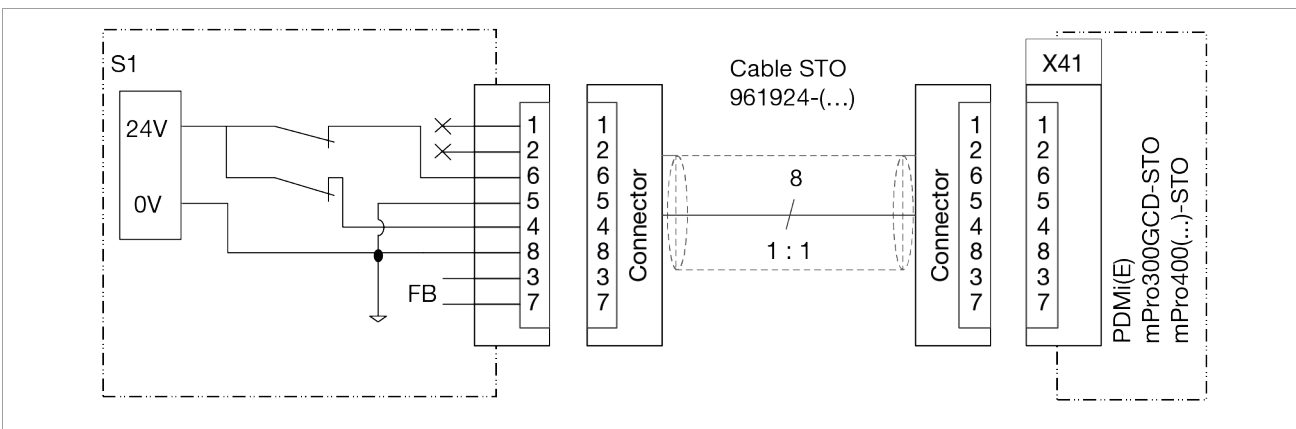 S1
24V
0V
FB
1
2
6
5
4
8
3
7
1
2
6
5
4
8
3
7
Connector
Cable STO
961924-(...)
8
1 : 1
Connector
1
2
6
5
4
8
3
7
X41
1
2
6
5
4
8
3
7
PDMi(E)
mPro300GCD-STO
mPro400(...)-STO